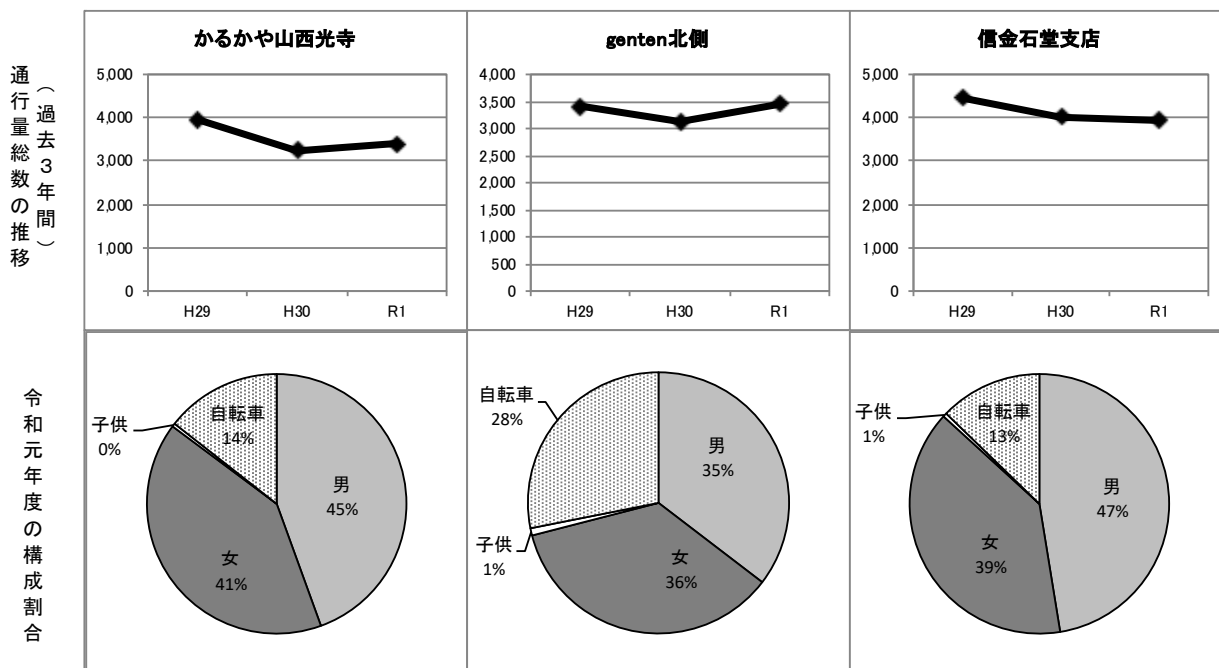 かるかや山西光寺
genten北側
信金石堂支店
通行量総数の推移
（過去３年間）
5,000
4,000
3,000
2,000
1,000
0
H29
H30
R1
4,000
3,500
3,000
2,500
2,000
1,500
1,000
500
0
H29
H30
R1
5,000
4,000
3,000
2,000
1,000
0
H29
H30
R1
令和元年度の構成割合
男
45%
女
41%
子供
0%
自転車
14%
男
35%
女
36%
子供
1%
自転車
28%
男
47%
女
39%
子供
1%
自転車
13%